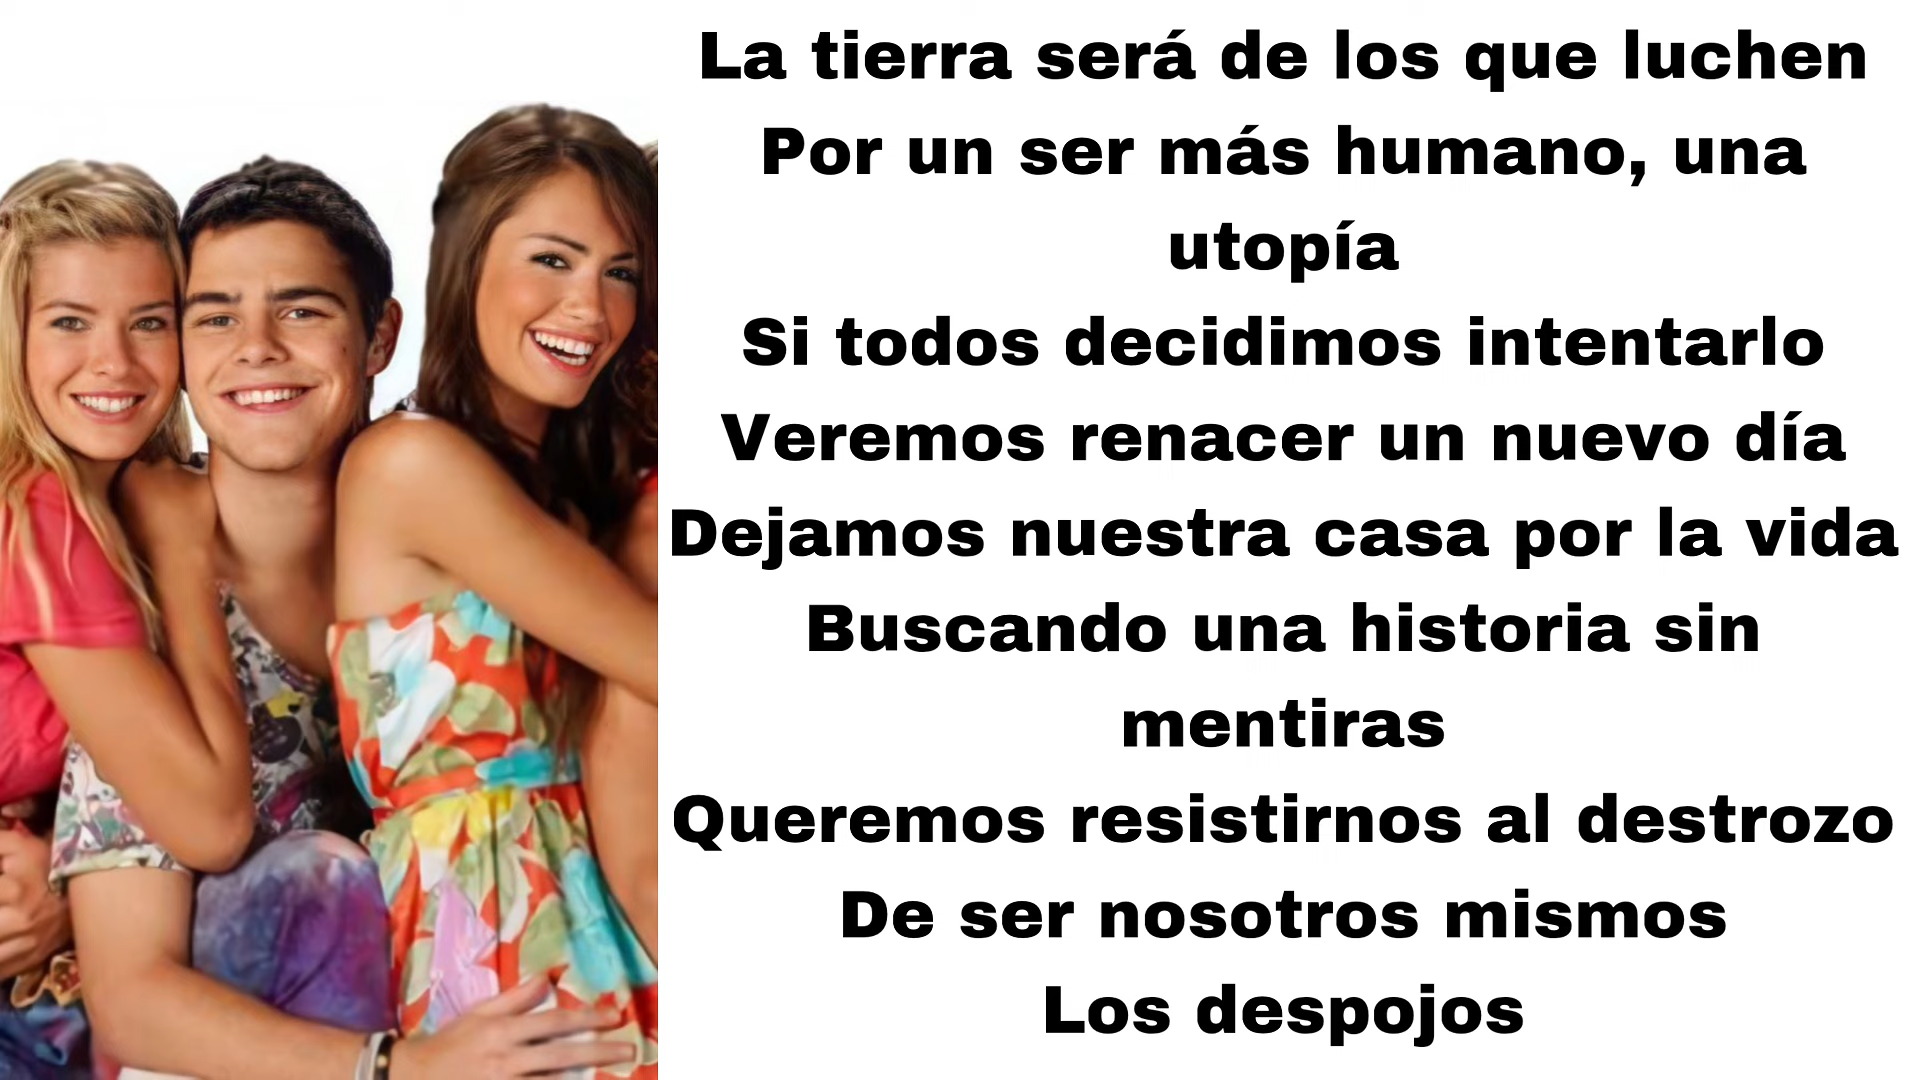 La tierra será de los que luchen
Por un ser más humano, una
utopía
Si todos decidimos intentarlo
Veremos renacer un nuevo día
Dejamos nuestra casa por la vida
Buscando una historia sin
mentiras
Queremos resistirnos al destrozo
De ser nosotros mismos
Los despojos